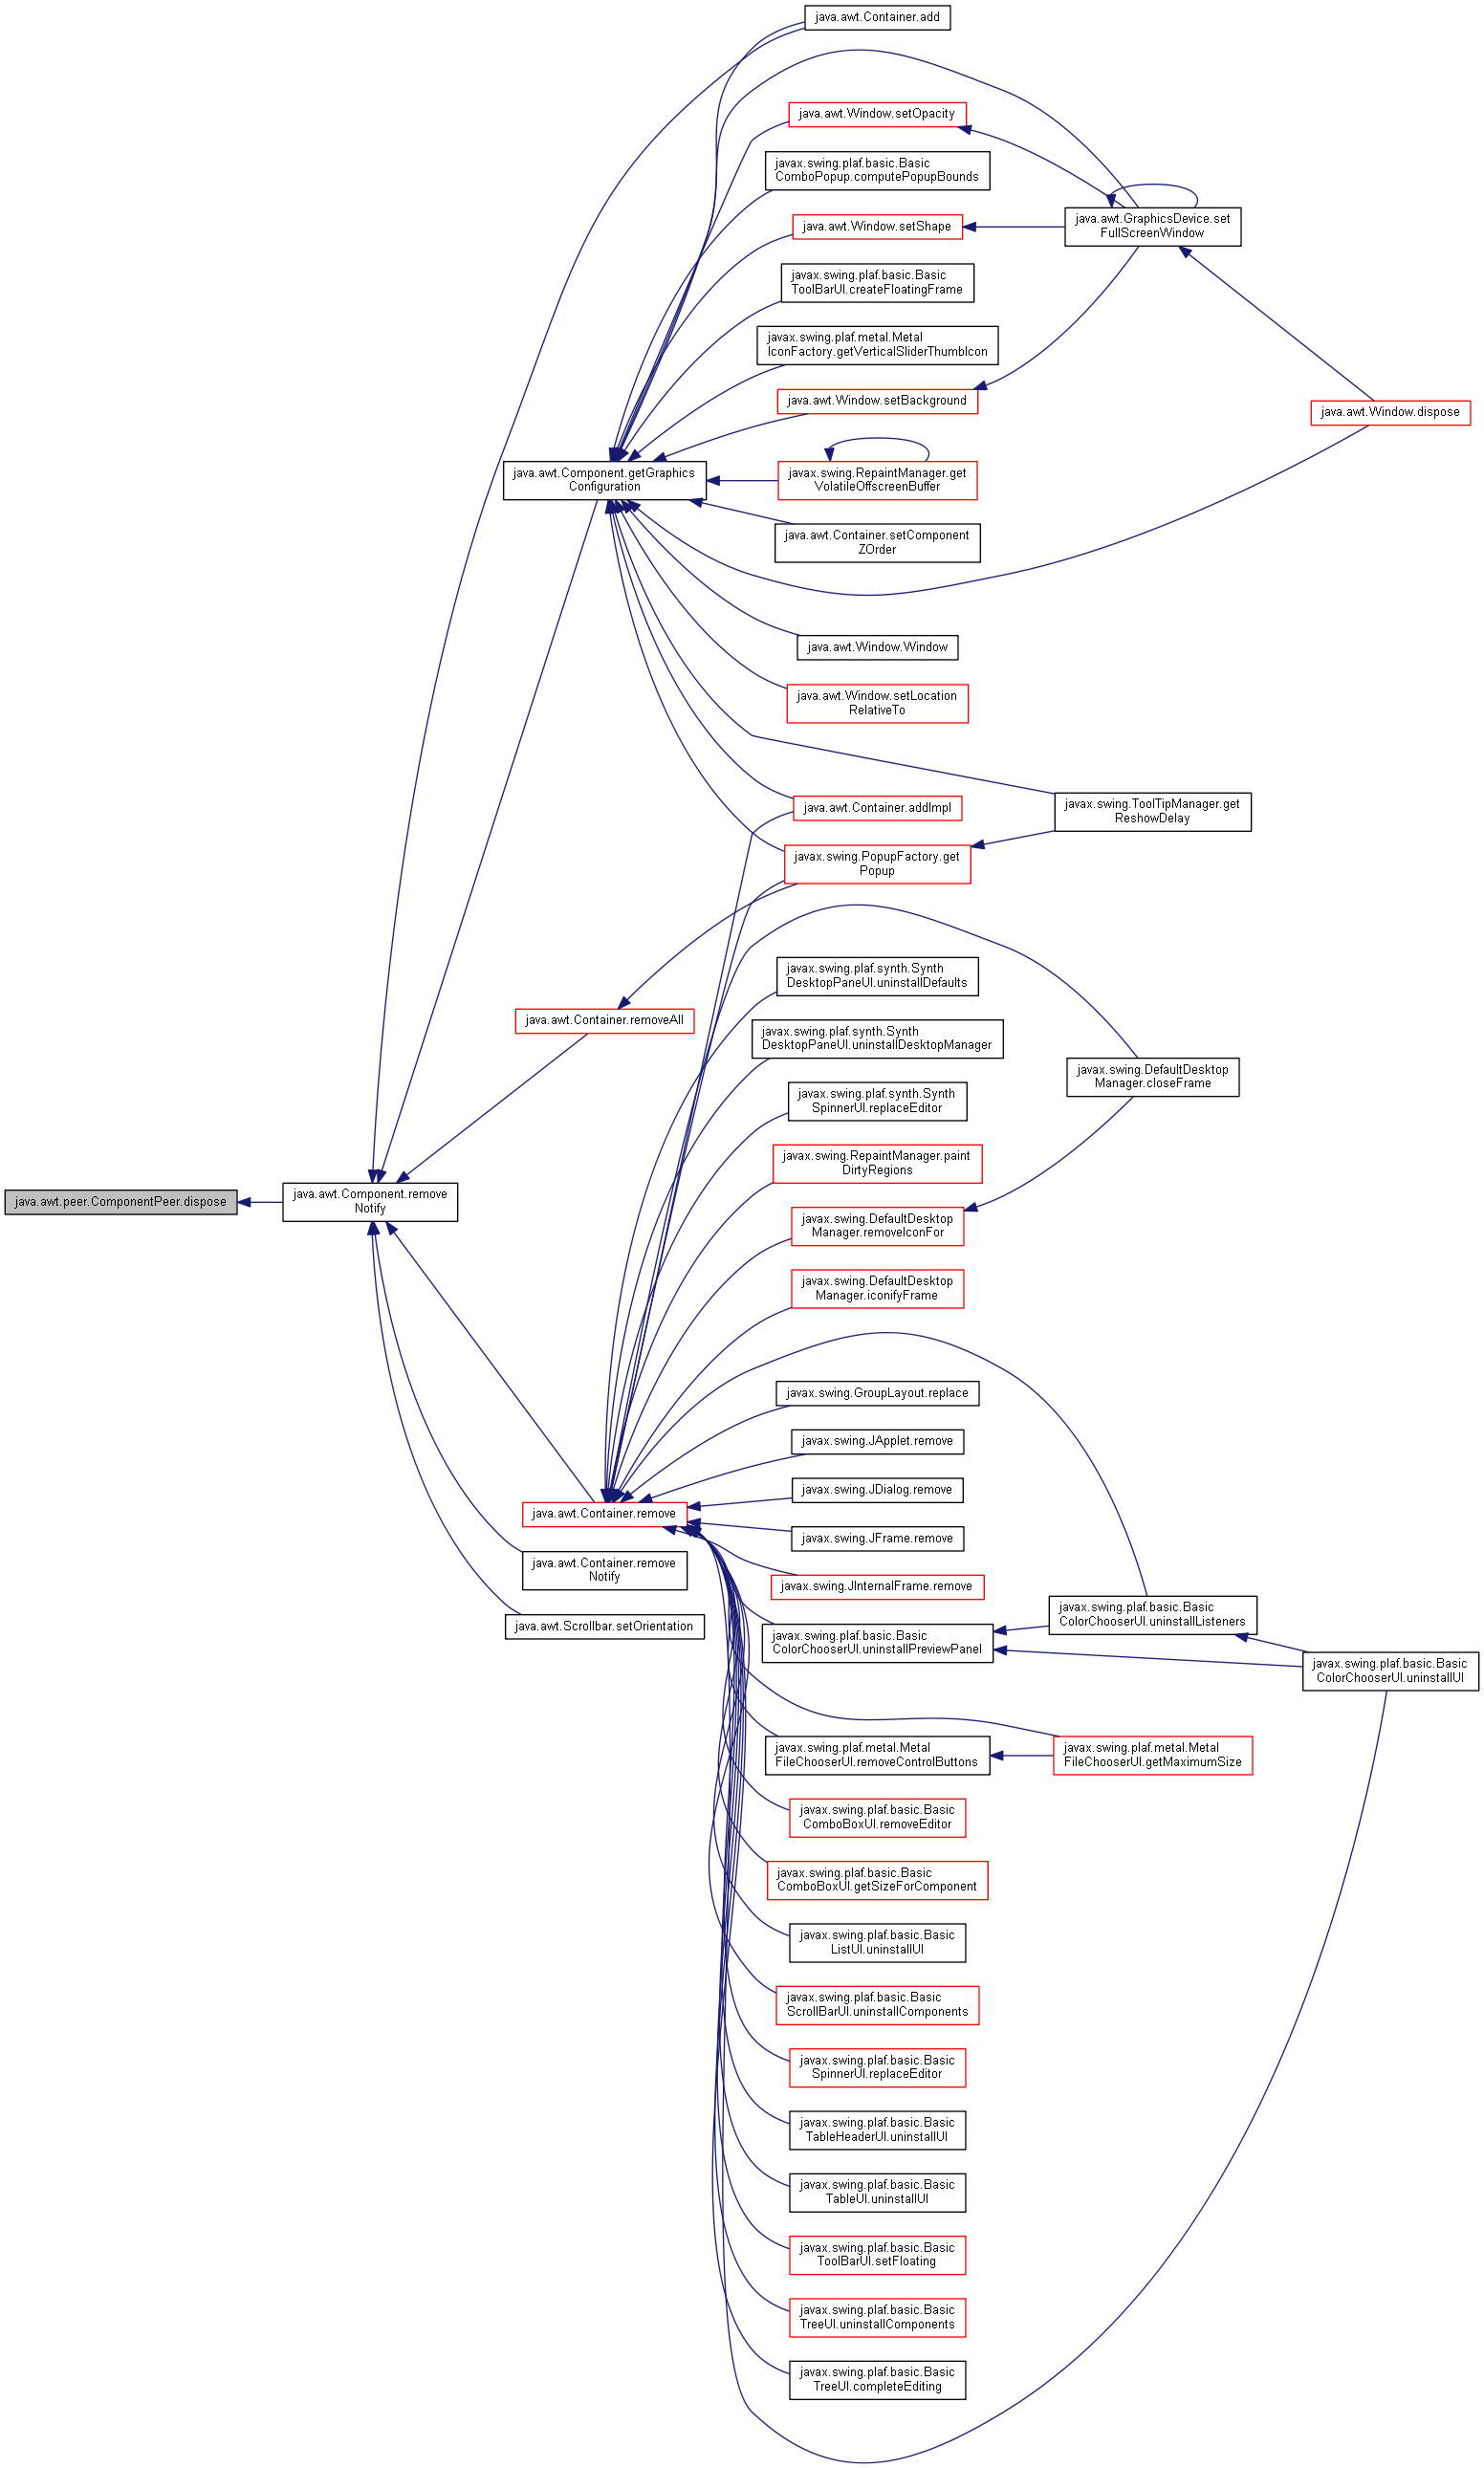 java.awt.Container.add
java.awt.Window.setOpacity
javax.swing.plaf.basic.Basic
ComboPopup.computePopupBounds
java.awt.GraphicsDevice.set
FullScreenWindow
java.awt.Window.setShape
javax.swing.plaf.basic.Basic
ToolBarUI.createFloatingFrame
javax.swing.plaf.metal.Metal
IconFactory.getVerticalSliderThumbIcon
java.awt.Window.setBackground
java.awt.Window.dispose
java.awt.Component.getGraphics
Configuration
javax.swing.RepaintManager.get
VolatileOffscreenBuffer
java.awt.Container.setComponent
ZOrder
java.awt.Window.Window
java.awt.Window.setLocation
RelativeTo
java.awt.Container.addImpl
javax.swing.ToolTipManager.get
ReshowDelay
javax.swing.PopupFactory.get
Popup
javax.swing.plaf.synth.Synth
DesktopPaneUI.uninstallDefaults
java.awt.Container.removeAll
javax.swing.plaf.synth.Synth
DesktopPaneUI.uninstallDesktopManager
javax.swing.DefaultDesktop
Manager.closeFrame
javax.swing.plaf.synth.Synth
SpinnerUI.replaceEditor
javax.swing.RepaintManager.paint
DirtyRegions
java.awt.peer.ComponentPeer.dispose
java.awt.Component.remove
Notify
javax.swing.DefaultDesktop
Manager.removeIconFor
javax.swing.DefaultDesktop
Manager.iconifyFrame
javax.swing.GroupLayout.replace
javax.swing.JApplet.remove
javax.swing.JDialog.remove
java.awt.Container.remove
javax.swing.JFrame.remove
java.awt.Container.remove
Notify
javax.swing.JInternalFrame.remove
java.awt.Scrollbar.setOrientation
javax.swing.plaf.basic.Basic
ColorChooserUI.uninstallListeners
javax.swing.plaf.basic.Basic
ColorChooserUI.uninstallPreviewPanel
javax.swing.plaf.basic.Basic
ColorChooserUI.uninstallUI
javax.swing.plaf.metal.Metal
FileChooserUI.removeControlButtons
javax.swing.plaf.metal.Metal
FileChooserUI.getMaximumSize
javax.swing.plaf.basic.Basic
ComboBoxUI.removeEditor
javax.swing.plaf.basic.Basic
ComboBoxUI.getSizeForComponent
javax.swing.plaf.basic.Basic
ListUI.uninstallUI
javax.swing.plaf.basic.Basic
ScrollBarUI.uninstallComponents
javax.swing.plaf.basic.Basic
SpinnerUI.replaceEditor
javax.swing.plaf.basic.Basic
TableHeaderUI.uninstallUI
javax.swing.plaf.basic.Basic
TableUI.uninstallUI
javax.swing.plaf.basic.Basic
ToolBarUI.setFloating
javax.swing.plaf.basic.Basic
TreeUI.uninstallComponents
javax.swing.plaf.basic.Basic
TreeUI.completeEditing